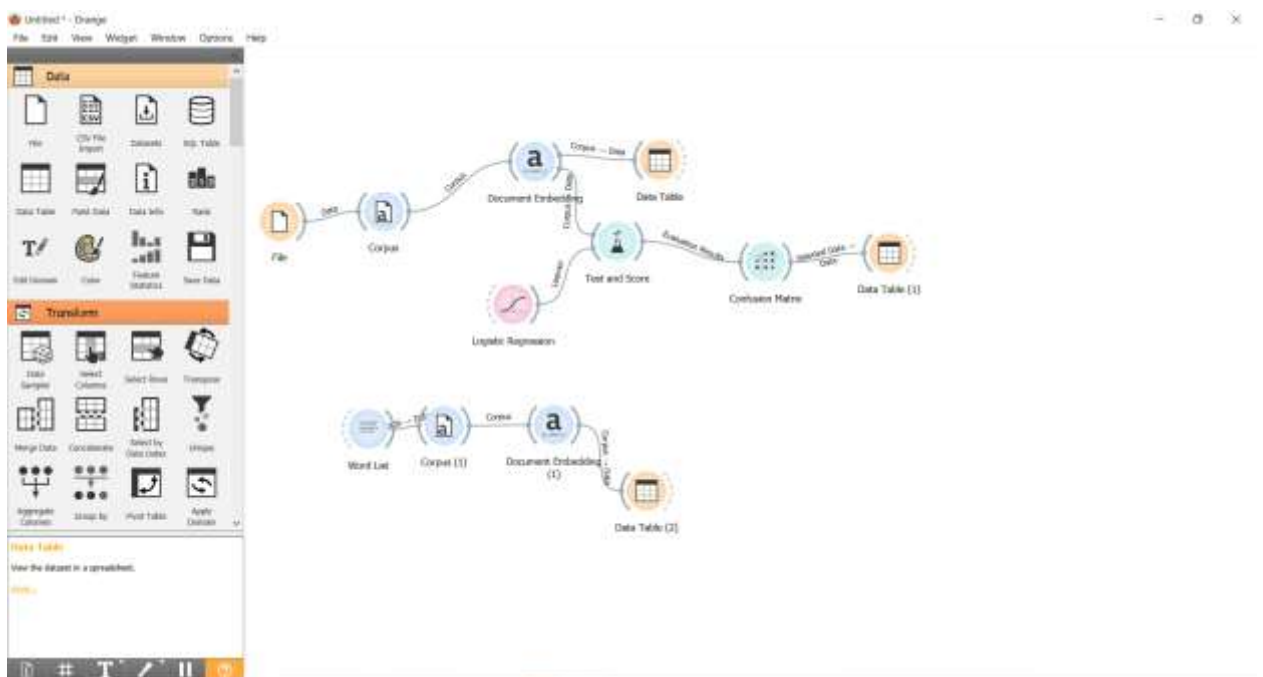 Untitled * - Orange
File Edit View Widget Window Options Help
Data
File
CSV File Import
Datasets
SQL Table
Data Table
Paint Data
Data Info
Rank
Edit Domain
Color
Feature Statistics
Save Data
Transform
Data Sampler
Select Columns
Select Rows
Transpose
Merge Data
Concatenate
Select by Data Index
Unique
Aggregate Columns
Group by
Pivot Table
Apply Domain
Data Table
View the dataset in a spreadsheet.
more...
File
Data
Corpus
Corpus
Document Embedding
Corpus → Data
Data Table
Corpus → Data
Test and Score
Learner
Logistic Regression
Evaluation Results
Confusion Matrix
Selected Data → Data
Data Table (1)
Word List
Corpus (1)
Corpus
Document Embedding (1)
Corpus → Data
Data Table (2)